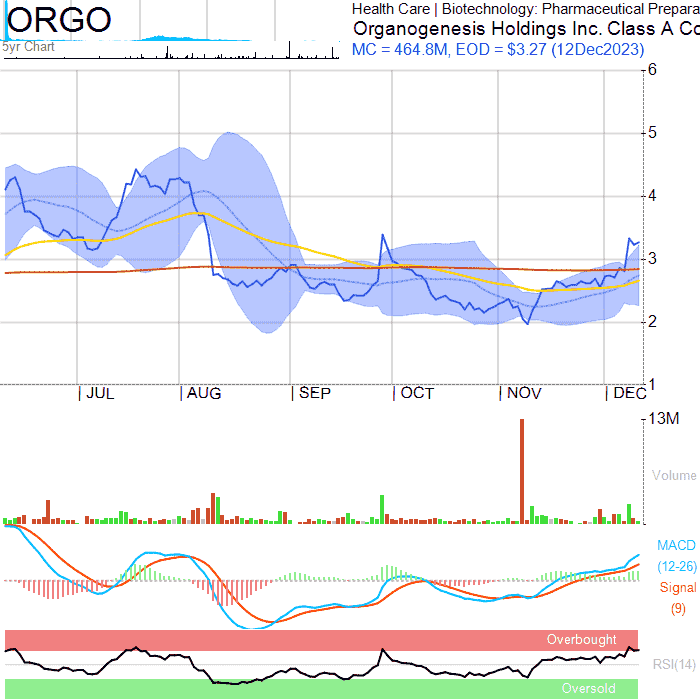 ORGO
Health Care | Biotechnology: Pharmaceutical Prepara
Organogenesis Holdings Inc. Class A Co
5yr Chart
MC = 464.8M, EOD = $3.27 (12Dec2023)
6
5
4
3
2
1
JUL AUG SEP OCT NOV DEC
13M
Volume
MACD
(12-26)
Signal
(9)
Overbought
RSI(14)
Oversold